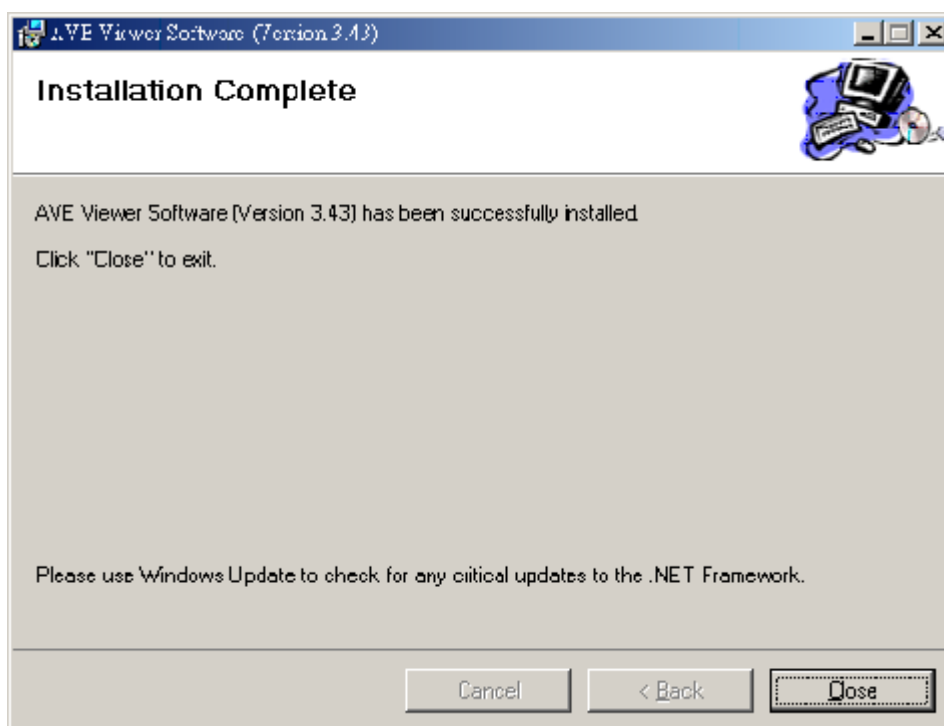 AVE Viewer Software (Version 3.43)
Installation Complete
AVE Viewer Software (Version 3.43) has been successfully installed.
Click "Close" to exit.
Please use Windows Update to check for any critical updates to the .NET Framework.
Cancel
< Back
Close